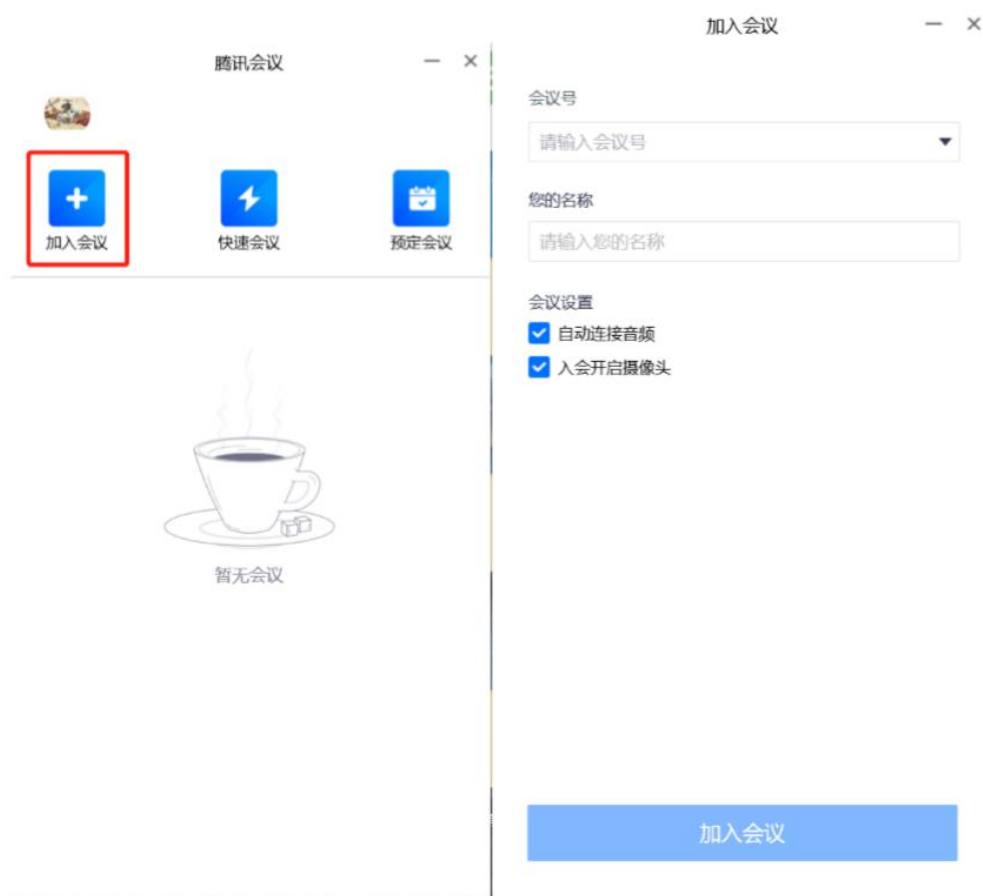 腾讯会议
加入会议
快速会议
预定会议
暂无会议
加入会议
会议号
请输入会议号
您的名称
请输入您的名称
会议设置
自动连接音频
入会开启摄像头
加入会议